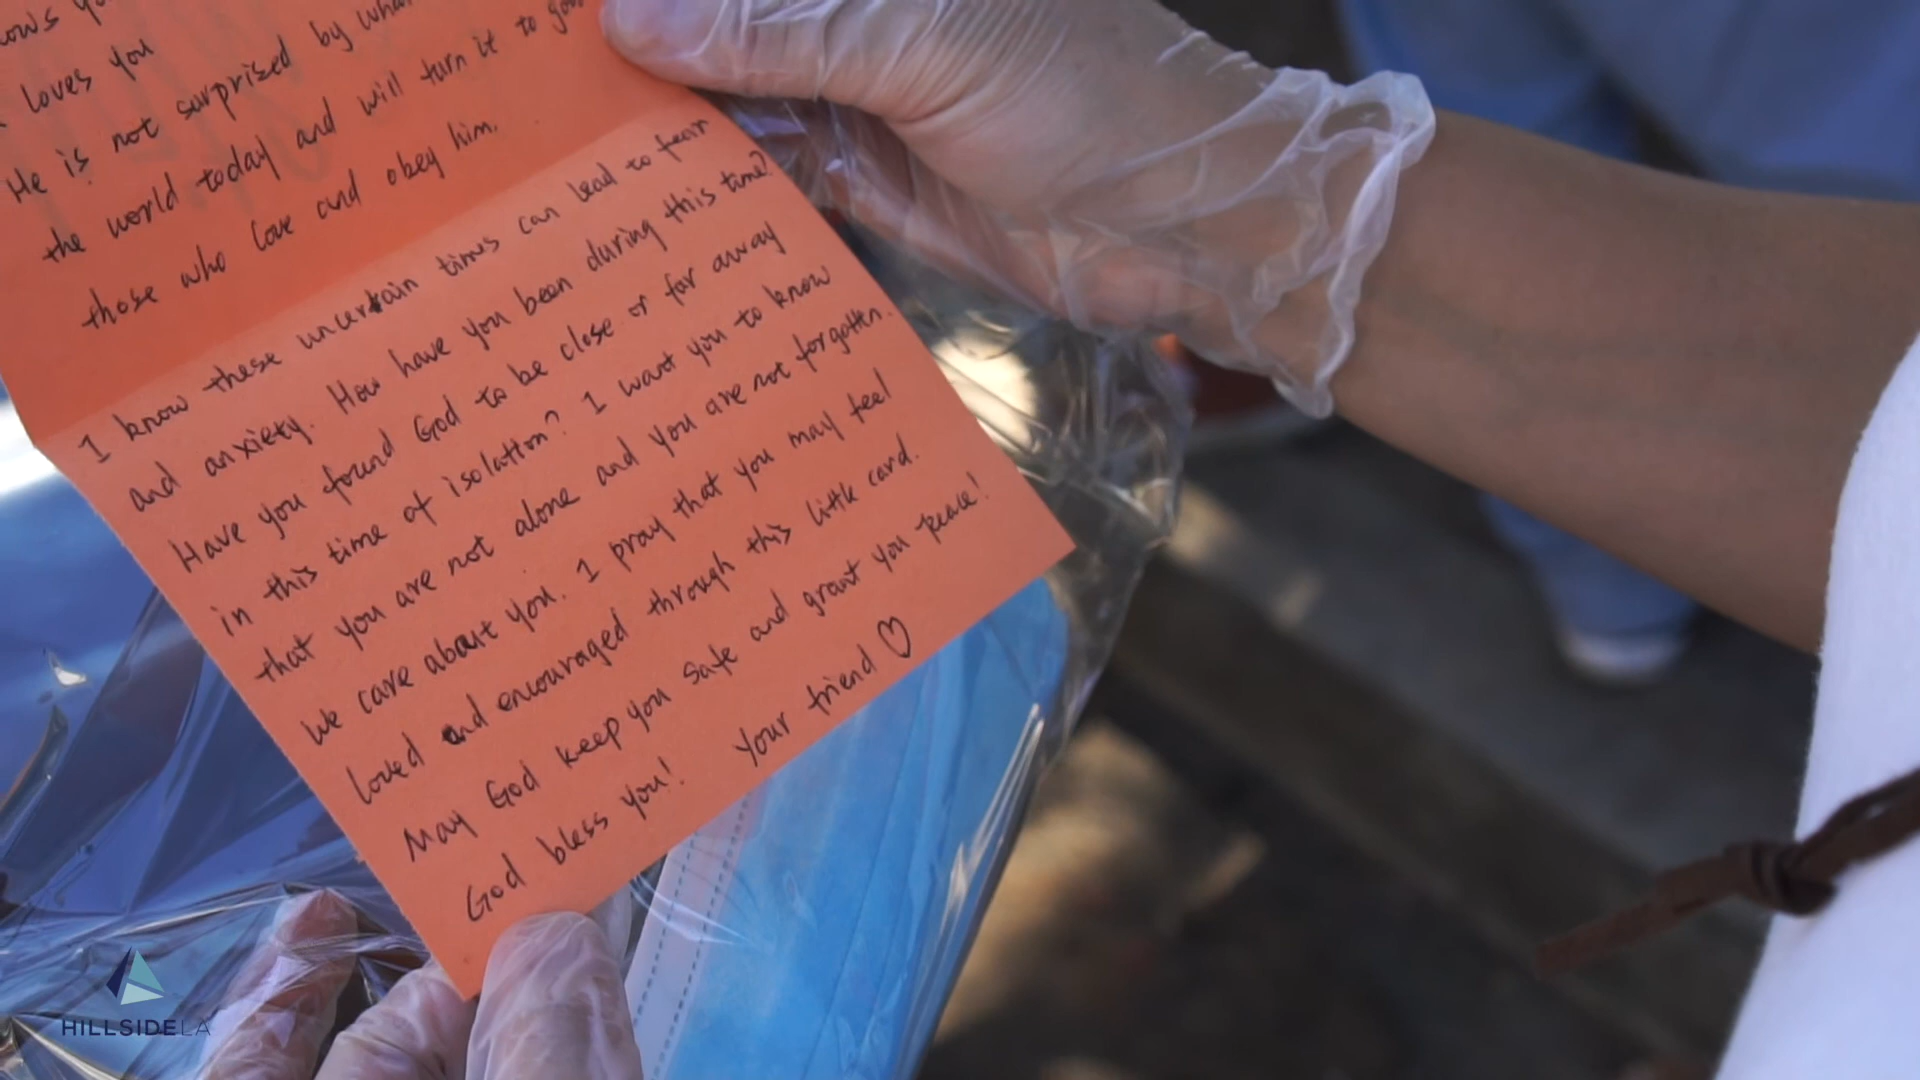 loves you
He is not surprised by what
the world today and will turn it to good
those who love and obey him.
I know these uncertain times can lead to fear
and anxiety. How have you been during this time?
Have you found God to be close or far away
in this time of isolation? I want you to know
that you are not alone and you are not forgotten.
We care about you. I pray that you may feel
loved and encouraged through this little card.
May God keep you safe and grant you peace!
God bless you! Your friend ♡
HILLSIDELA